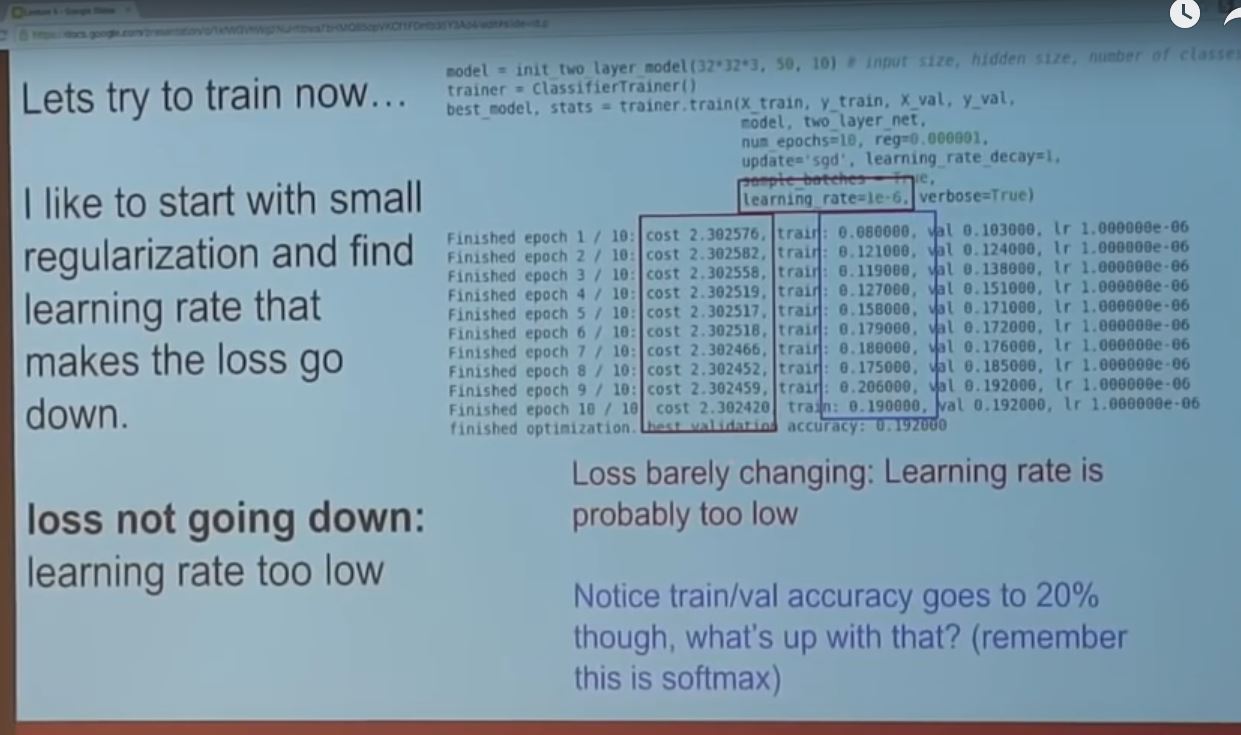 Lecture 5 - Google Slides
Lets try to train now…
I like to start with small
regularization and find
learning rate that
makes the loss go
down.
loss not going down:
learning rate too low
model = init_two_layer_model(32*32*3, 50, 10) # input size, hidden size, number of classes
trainer = ClassifierTrainer()
best_model, stats = trainer.train(X_train, y_train, X_val, y_val,
model, two_layer_net,
num_epochs=10, reg=0.000001,
update='sgd', learning_rate_decay=1,
sample_batches = True,
learning_rate=1e-6, verbose=True)
Finished epoch 1 / 10: cost 2.302576, train: 0.080000, val 0.103000, lr 1.000000e-06
Finished epoch 2 / 10: cost 2.302582, train: 0.121000, val 0.124000, lr 1.000000e-06
Finished epoch 3 / 10: cost 2.302558, train: 0.119000, val 0.138000, lr 1.000000e-06
Finished epoch 4 / 10: cost 2.302519, train: 0.127000, val 0.151000, lr 1.000000e-06
Finished epoch 5 / 10: cost 2.302517, train: 0.158000, val 0.171000, lr 1.000000e-06
Finished epoch 6 / 10: cost 2.302518, train: 0.179000, val 0.172000, lr 1.000000e-06
Finished epoch 7 / 10: cost 2.302466, train: 0.180000, val 0.176000, lr 1.000000e-06
Finished epoch 8 / 10: cost 2.302452, train: 0.175000, val 0.185000, lr 1.000000e-06
Finished epoch 9 / 10: cost 2.302459, train: 0.206000, val 0.192000, lr 1.000000e-06
Finished epoch 10 / 10 cost 2.302420 train: 0.190000, val 0.192000, lr 1.000000e-06
finished optimization. best validation accuracy: 0.192000
Loss barely changing: Learning rate is
probably too low
Notice train/val accuracy goes to 20%
though, what's up with that? (remember
this is softmax)